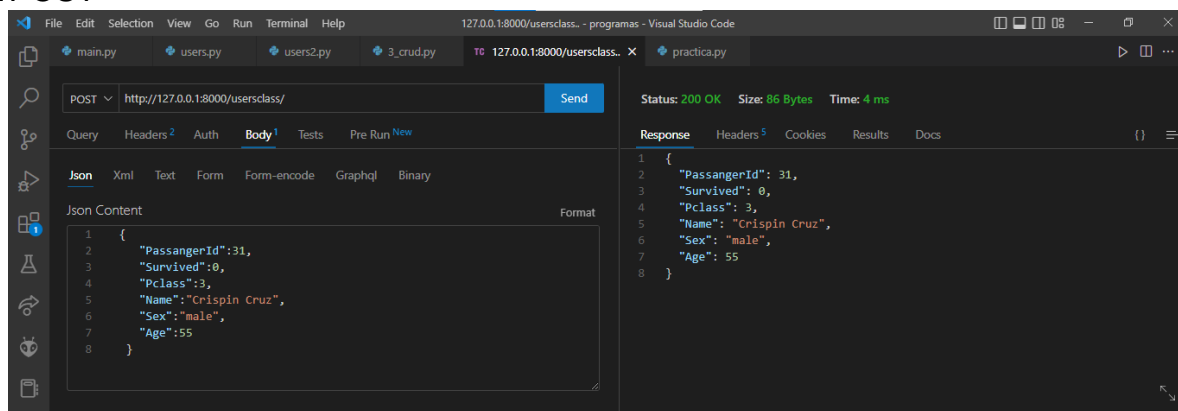 File Edit Selection View Go Run Terminal Help 127.0.0.1:8000/usersclass.. - programas - Visual Studio Code
main.py users.py users2.py 3_crud.py TC 127.0.0.1:8000/usersclass.. practica.py
POST http://127.0.0.1:8000/usersclass/ Send
Query Headers 2 Auth Body 1 Tests Pre Run New
Json Xml Text Form Form-encode Graphql Binary
Json Content Format
1 {
2 "PassangerId":31,
3 "Survived":0,
4 "Pclass":3,
5 "Name":"Crispin Cruz",
6 "Sex":"male",
7 "Age":55
8 }
Status: 200 OK Size: 86 Bytes Time: 4 ms
Response Headers 5 Cookies Results Docs {}
1 {
2 "PassangerId": 31,
3 "Survived": 0,
4 "Pclass": 3,
5 "Name": "Crispin Cruz",
6 "Sex": "male",
7 "Age": 55
8 }
1